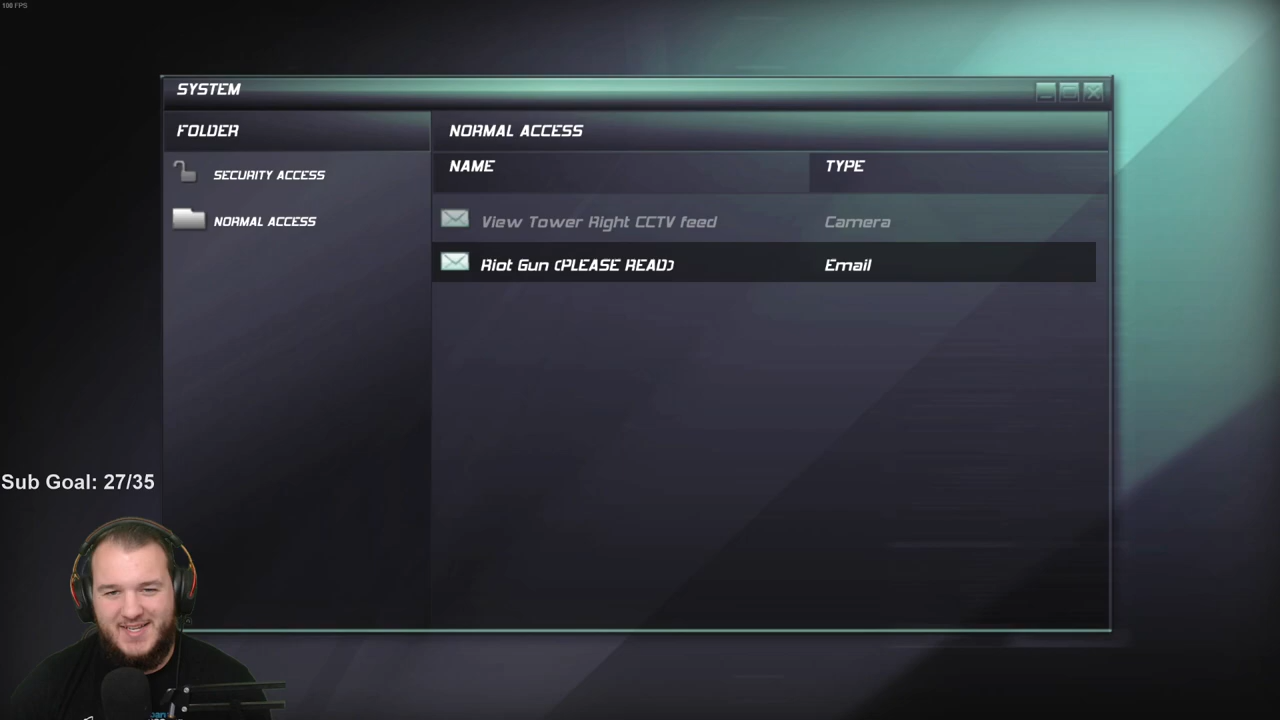 100 FPS
SYSTEM
FOLDER
NORMAL ACCESS
NAME
TYPE
SECURITY ACCESS
NORMAL ACCESS
View Tower Right CCTV feed
Camera
Riot Gun (PLEASE READ)
Email
Sub Goal: 27/35